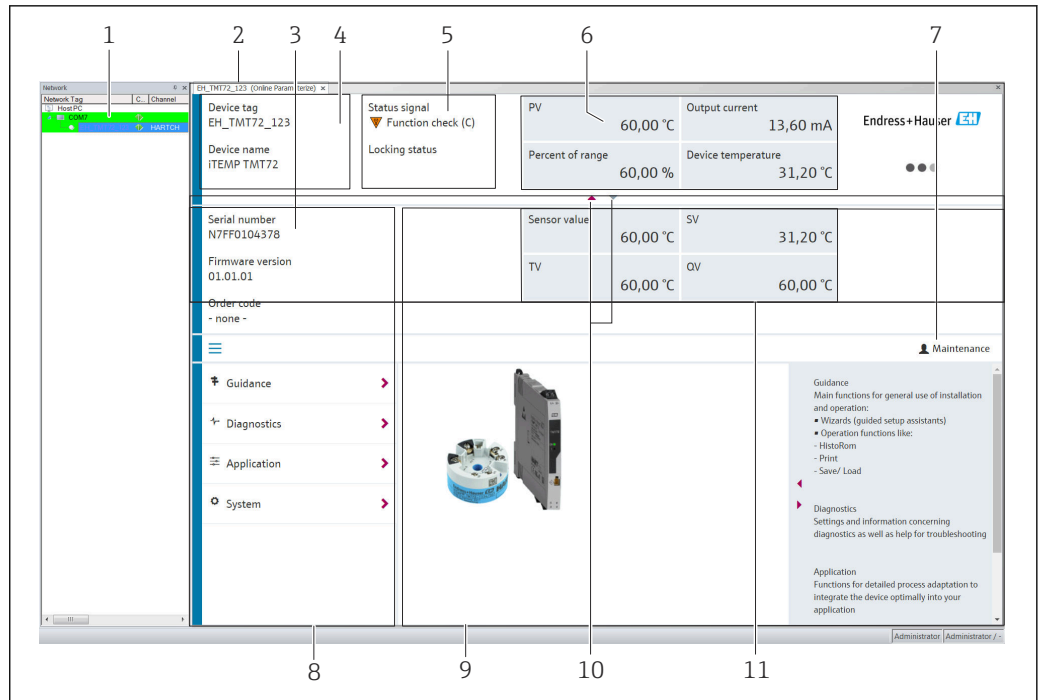 1 2 3 4 5 6 7
Network
EH_TMT72_123 (Online Parameterize)
Network Tag C... Channel
Host PC
COM7
HARTCH
Device tag
EH_TMT72_123
Device name
iTEMP TMT72
Status signal
Function check (C)
Locking status
PV
60,00 °C
Output current
13,60 mA
Percent of range
60,00 %
Device temperature
31,20 °C
Endress+Hauser EH
Serial number
N7FF0104378
Firmware version
01.01.01
Order code
- none -
Sensor value
60,00 °C
SV
31,20 °C
TV
60,00 °C
QV
60,00 °C
Maintenance
Guidance
Diagnostics
Application
System
Guidance
Main functions for general use of installation
and operation:
▪ Wizards (guided setup assistants)
▪ Operation functions like:
- HistoRom
- Print
- Save/ Load
Diagnostics
Settings and information concerning
diagnostics as well as help for troubleshooting
Application
Functions for detailed process adaptation to
integrate the device optimally into your
application
Administrator Administrator / -
8 9 10 11